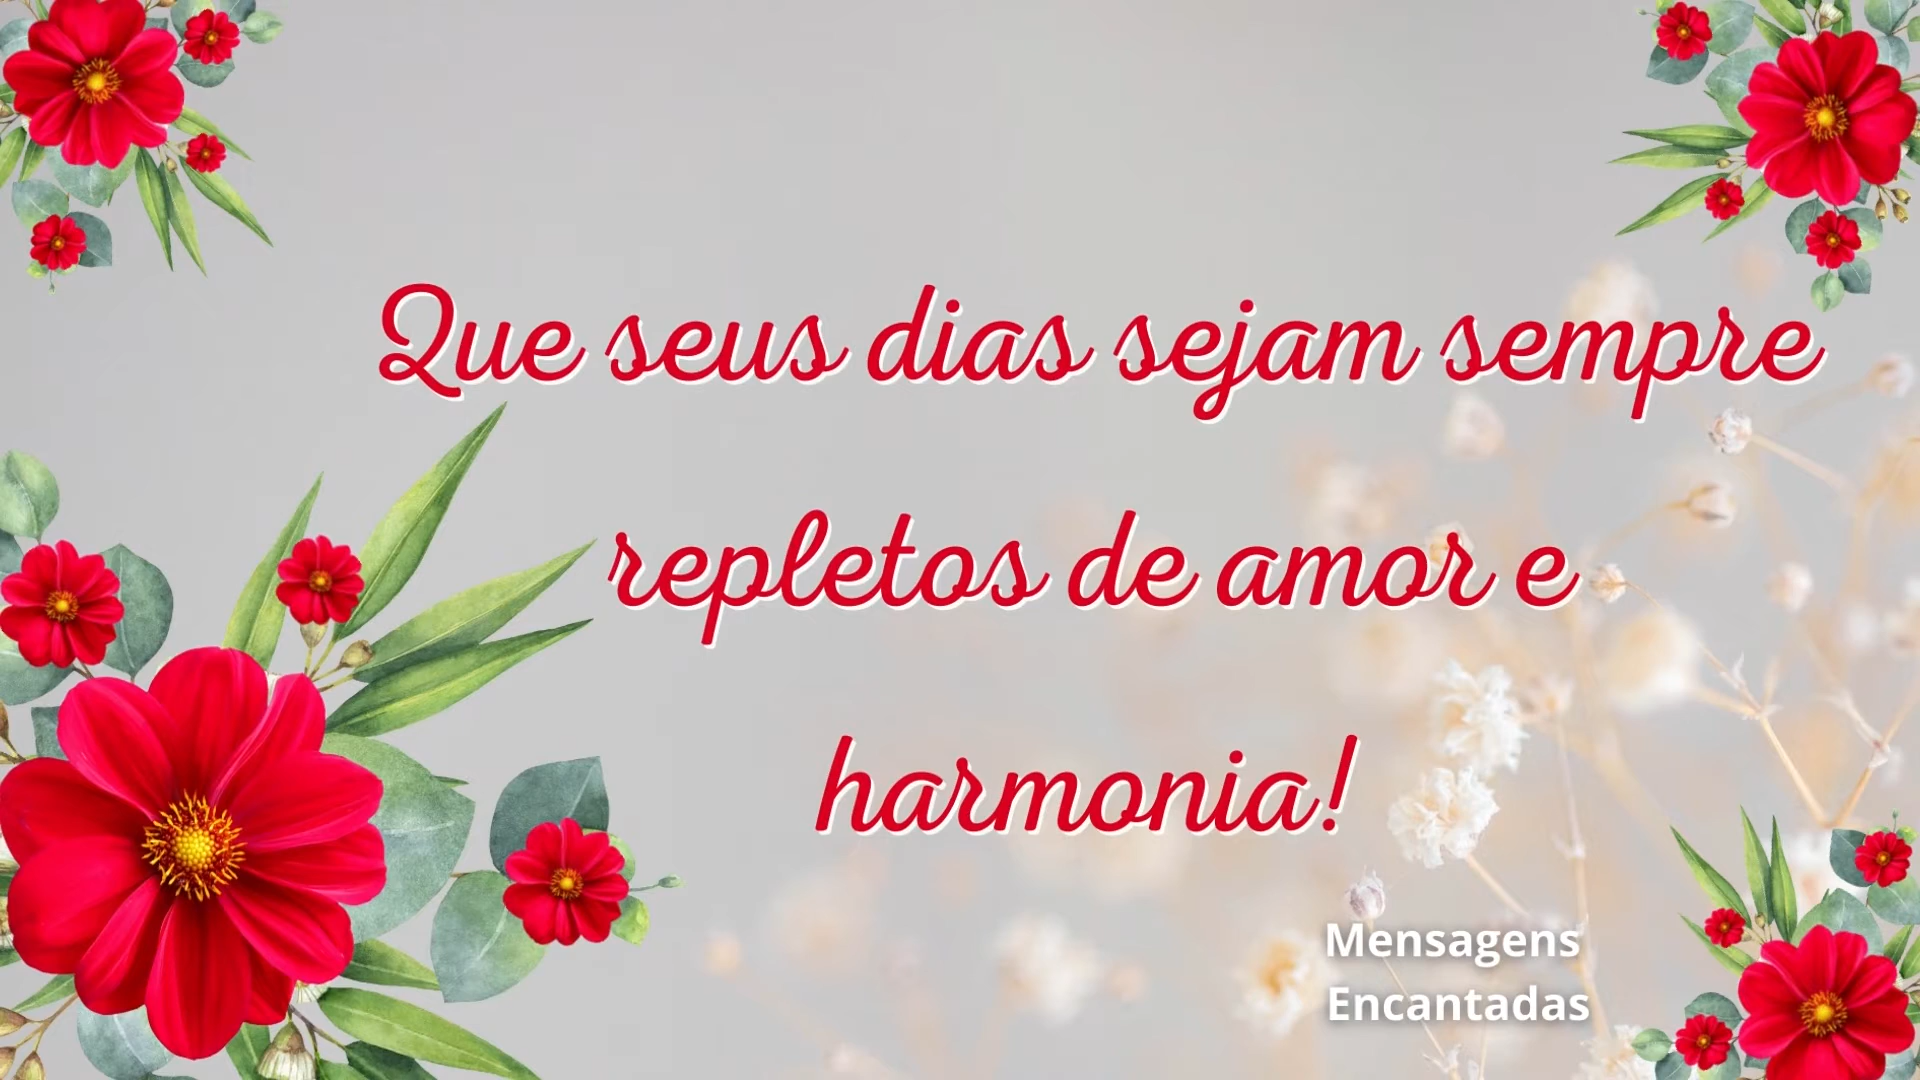 Que seus dias sejam sempre
repletos de amor e
harmonia!
Mensagens
Encantadas